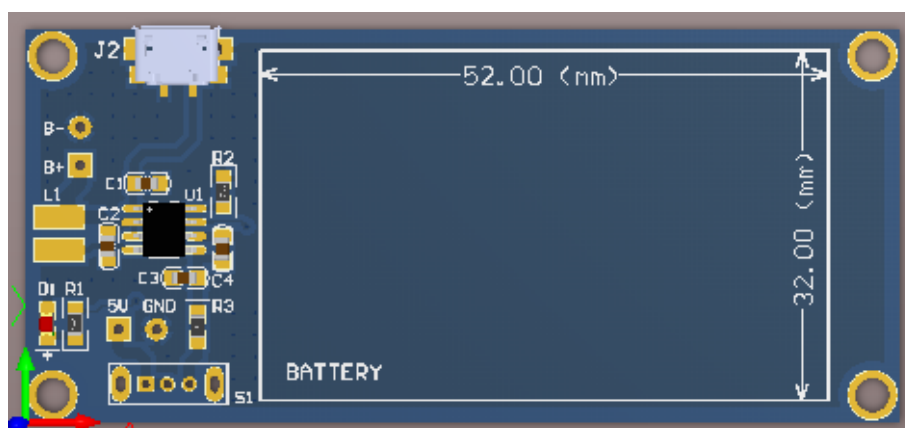 J2
52.00 (mm)
B-
B+
R2
C1
U1
L1
C2
32.00 (mm)
C3
C4
D1 R1
5V GND
R3
+
BATTERY
S1